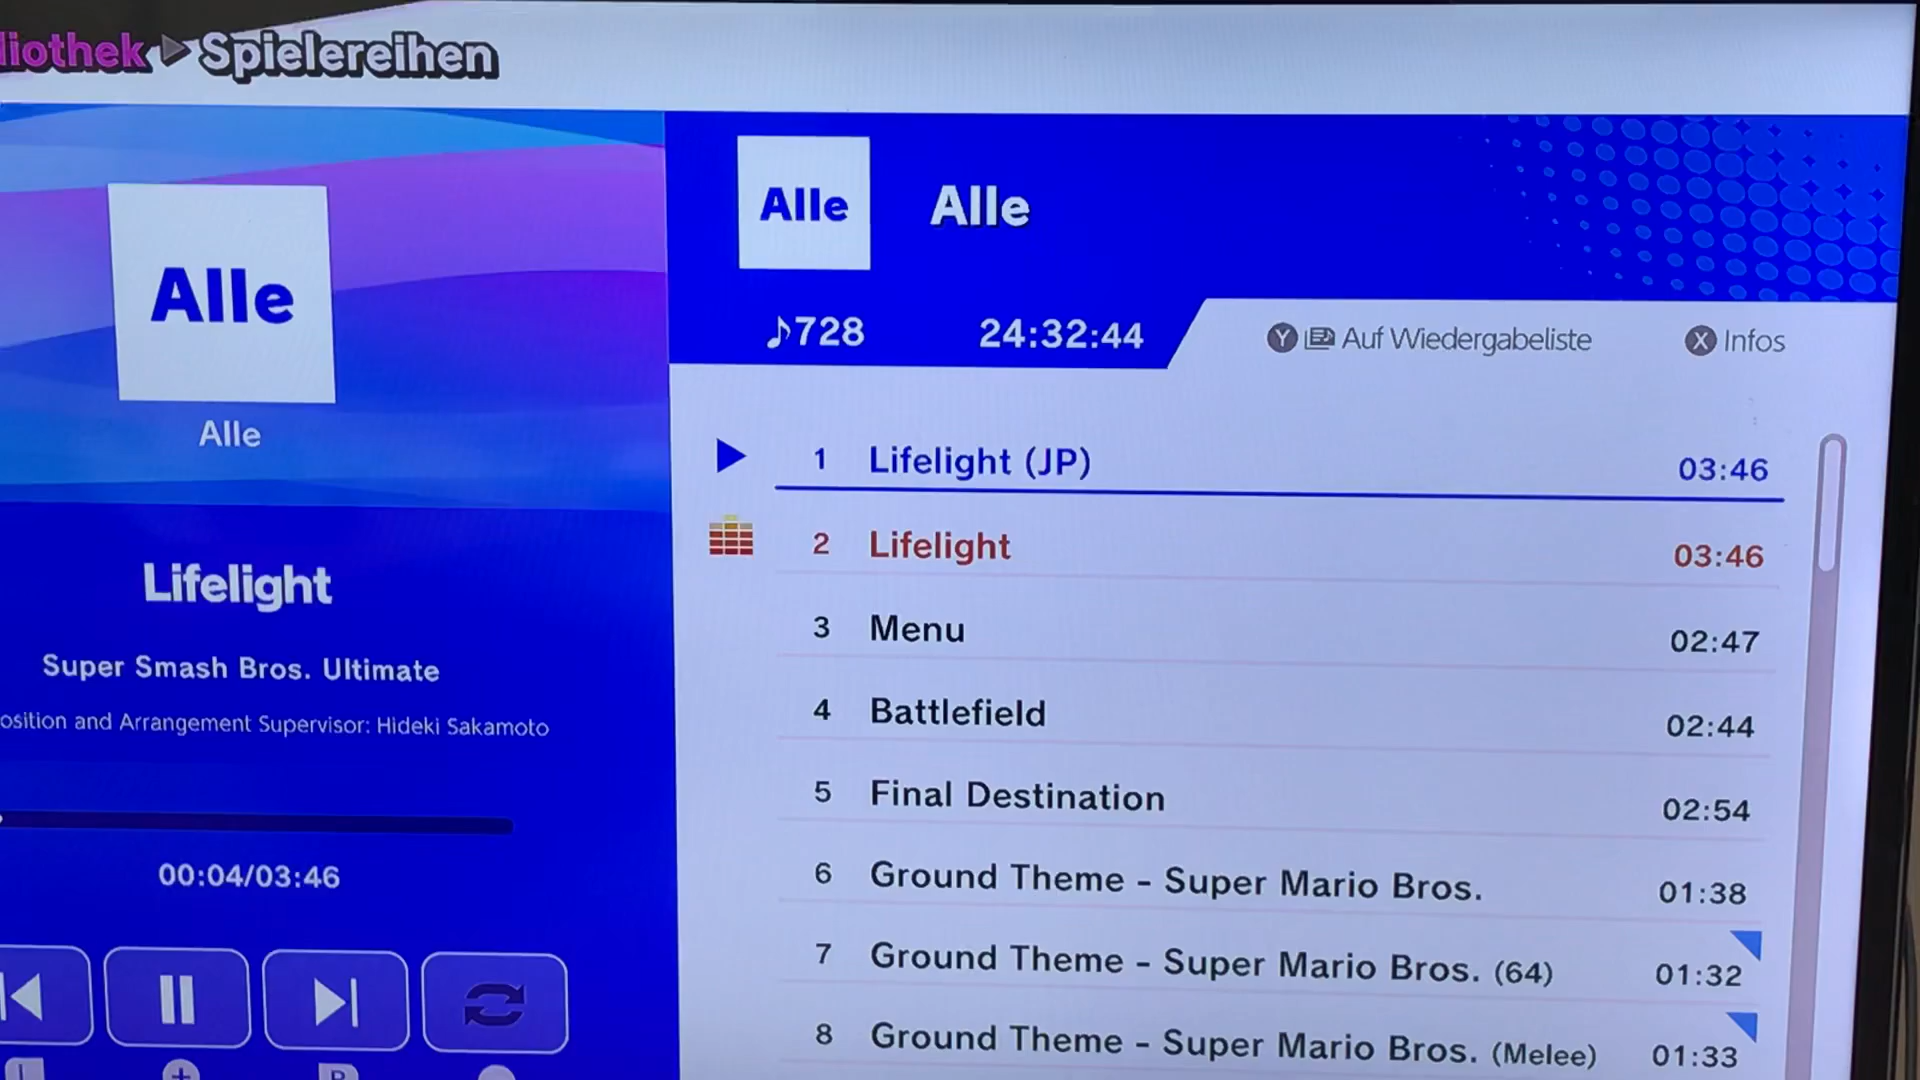 liothek ▶ Spielereihen
Alle
Alle
Lifelight
Super Smash Bros. Ultimate
osition and Arrangement Supervisor: Hideki Sakamoto
00:04/03:46
Alle
Alle
♪728
24:32:44
Y Auf Wiedergabeliste
X Infos
1 Lifelight (JP) 03:46
2 Lifelight 03:46
3 Menu 02:47
4 Battlefield 02:44
5 Final Destination 02:54
6 Ground Theme - Super Mario Bros. 01:38
7 Ground Theme - Super Mario Bros. (64) 01:32
8 Ground Theme - Super Mario Bros. (Melee) 01:33